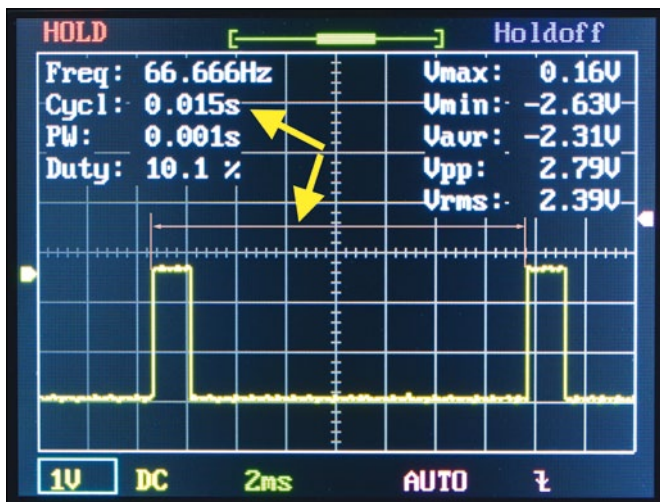 HOLD Holdoff
Freq: 66.666Hz Vmax: 0.16V
Cycl: 0.015s Vmin: -2.63V
PW: 0.001s Vavr: -2.31V
Duty: 10.1 % Vpp: 2.79V
Vrms: 2.39V
1V DC 2ms AUTO